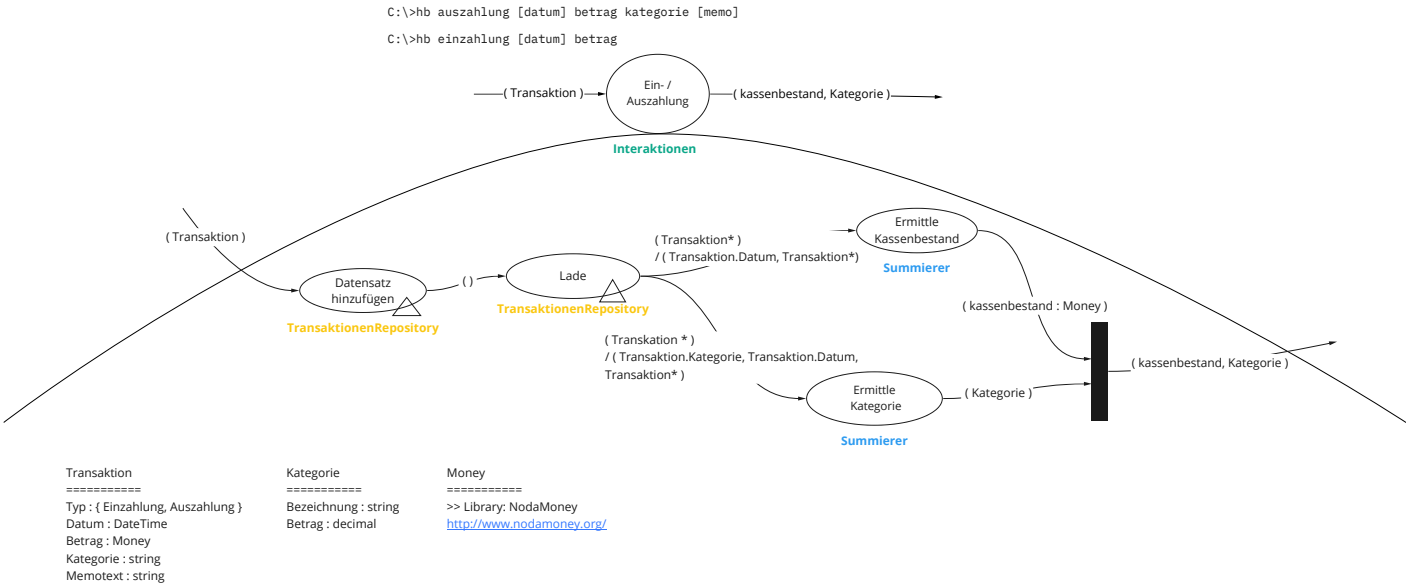 C:\>hb auszahlung [datum] betrag kategorie [memo]
C:\>hb einzahlung [datum] betrag
Ein- /
Auszahlung
( Transaktion )
( kassenbestand, Kategorie )
Interaktionen
( Transaktion )
Datensatz
hinzufügen
TransaktionenRepository
( )
Lade
TransaktionenRepository
( Transaktion* )
/ ( Transaktion.Datum, Transaktion*)
Ermittle
Kassenbestand
Summierer
( kassenbestand : Money )
( Transkation * )
/ ( Transaktion.Kategorie, Transaktion.Datum,
Transaktion* )
Ermittle
Kategorie
Summierer
( Kategorie )
( kassenbestand, Kategorie )
Transaktion
===========
Typ : { Einzahlung, Auszahlung }
Datum : DateTime
Betrag : Money
Kategorie : string
Memotext : string
Kategorie
===========
Bezeichnung : string
Betrag : decimal
Money
===========
>> Library: NodaMoney
http://www.nodamoney.org/